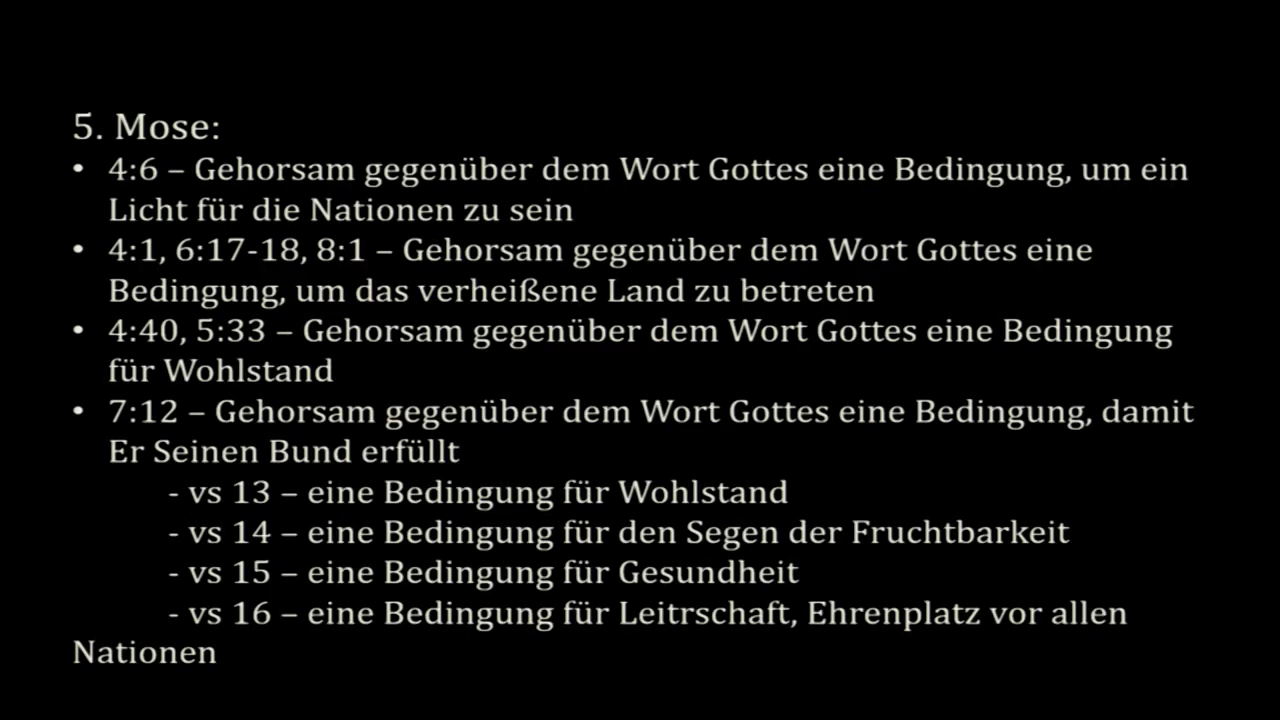 5. Mose:
• 4:6 – Gehorsam gegenüber dem Wort Gottes eine Bedingung, um ein
Licht für die Nationen zu sein
• 4:1, 6:17-18, 8:1 – Gehorsam gegenüber dem Wort Gottes eine
Bedingung, um das verheißene Land zu betreten
• 4:40, 5:33 – Gehorsam gegenüber dem Wort Gottes eine Bedingung
für Wohlstand
• 7:12 – Gehorsam gegenüber dem Wort Gottes eine Bedingung, damit
Er Seinen Bund erfüllt
- vs 13 – eine Bedingung für Wohlstand
- vs 14 – eine Bedingung für den Segen der Fruchtbarkeit
- vs 15 – eine Bedingung für Gesundheit
- vs 16 – eine Bedingung für Leitrschaft, Ehrenplatz vor allen
Nationen